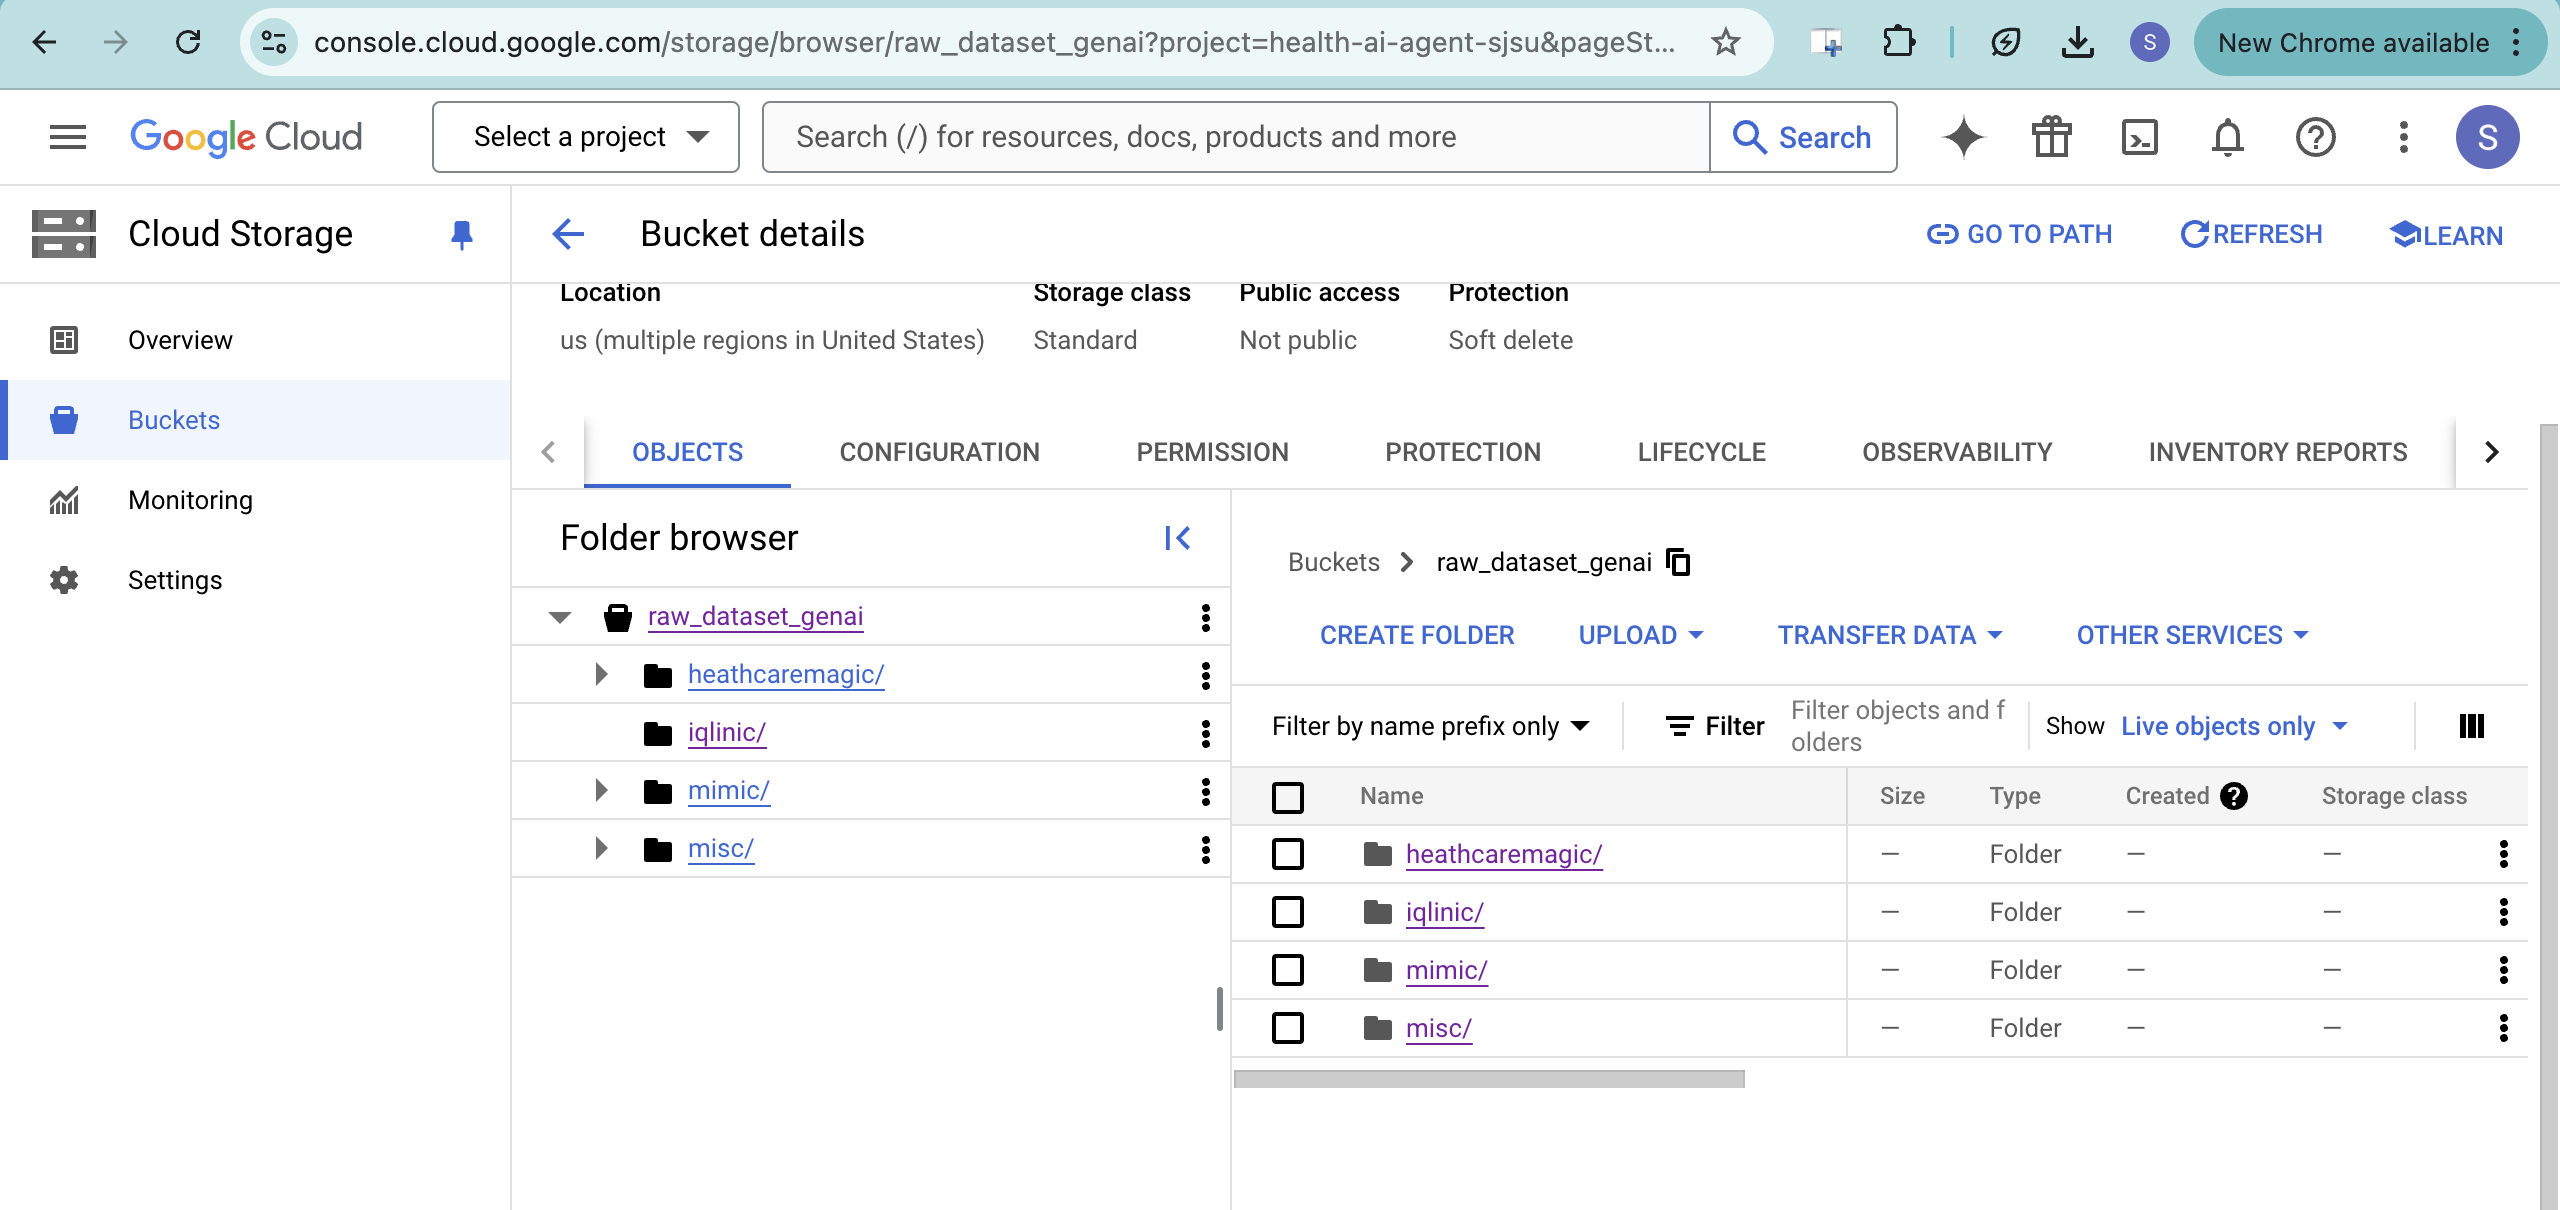 console.cloud.google.com/storage/browser/raw_dataset_genai?project=health-ai-agent-sjsu&pageSt...
S
New Chrome available
Google Cloud
Select a project
Search (/) for resources, docs, products and more
Search
S
Cloud Storage
Bucket details
GO TO PATH
REFRESH
LEARN
Overview
Buckets
Monitoring
Settings
Location
Storage class
Public access
Protection
us (multiple regions in United States)
Standard
Not public
Soft delete
OBJECTS
CONFIGURATION
PERMISSION
PROTECTION
LIFECYCLE
OBSERVABILITY
INVENTORY REPORTS
Folder browser
raw_dataset_genai
heathcaremagic/
iqlinic/
mimic/
misc/
Buckets > raw_dataset_genai
CREATE FOLDER
UPLOAD
TRANSFER DATA
OTHER SERVICES
Filter by name prefix only
Filter
Filter objects and f
olders
Show Live objects only
Name Size Type Created Storage class
heathcaremagic/ — Folder — —
iqlinic/ — Folder — —
mimic/ — Folder — —
misc/ — Folder — —